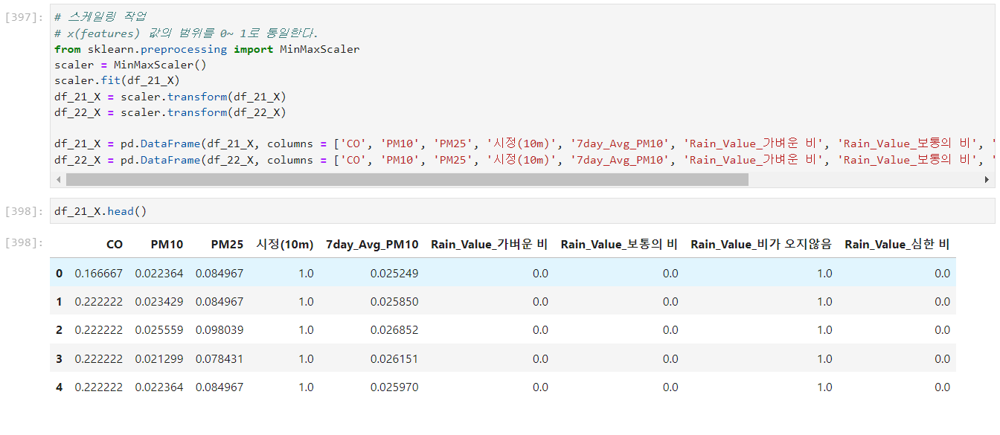 [397]:
# 스케일링 작업
# x(features) 값의 범위를 0~ 1로 통일한다.
from sklearn.preprocessing import MinMaxScaler
scaler = MinMaxScaler()
scaler.fit(df_21_X)
df_21_X = scaler.transform(df_21_X)
df_22_X = scaler.transform(df_22_X)
df_21_X = pd.DataFrame(df_21_X, columns = ['CO', 'PM10', 'PM25', '시정(10m)', '7day_Avg_PM10', 'Rain_Value_가벼운 비', 'Rain_Value_보통의 비', '
df_22_X = pd.DataFrame(df_22_X, columns = ['CO', 'PM10', 'PM25', '시정(10m)', '7day_Avg_PM10', 'Rain_Value_가벼운 비', 'Rain_Value_보통의 비', '
[398]: df_21_X.head()
[398]:
CO PM10 PM25 시정(10m) 7day_Avg_PM10 Rain_Value_가벼운 비 Rain_Value_보통의 비 Rain_Value_비가 오지않음 Rain_Value_심한 비
0 0.166667 0.022364 0.084967 1.0 0.025249 0.0 0.0 1.0 0.0
1 0.222222 0.023429 0.084967 1.0 0.025850 0.0 0.0 1.0 0.0
2 0.222222 0.025559 0.098039 1.0 0.026852 0.0 0.0 1.0 0.0
3 0.222222 0.021299 0.078431 1.0 0.026151 0.0 0.0 1.0 0.0
4 0.222222 0.022364 0.084967 1.0 0.025970 0.0 0.0 1.0 0.0